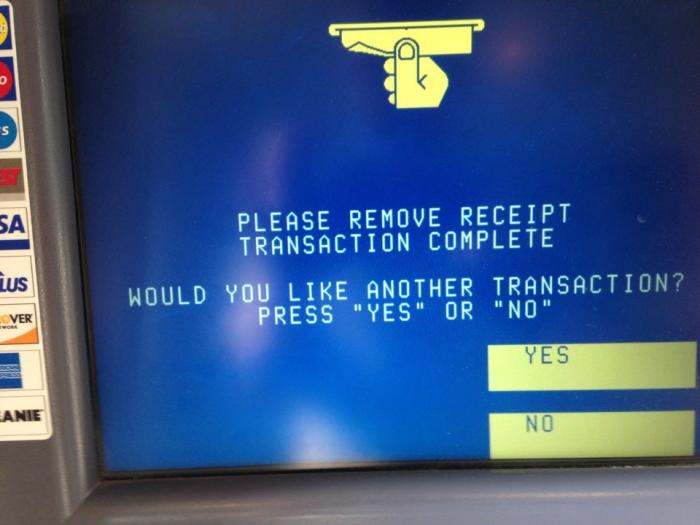 PLEASE REMOVE RECEIPT
TRANSACTION COMPLETE
WOULD YOU LIKE ANOTHER TRANSACTION?
PRESS "YES" OR "NO"
YES
NO